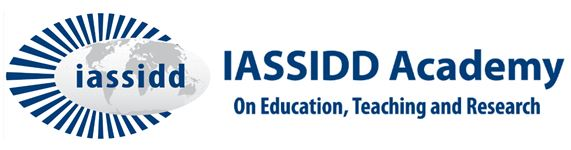 iassidd
IASSIDD Academy
On Education, Teaching and Research